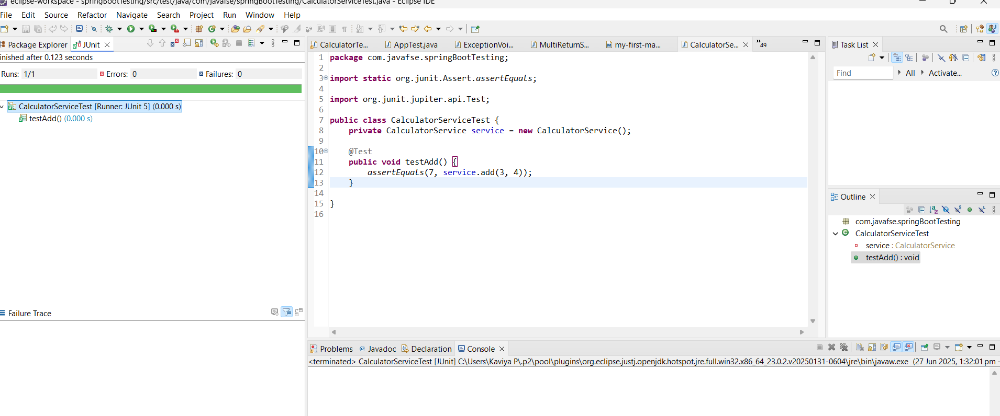 eclipse-workspace - springBootTesting/src/test/java/com/javafse/springBootTesting/CalculatorServiceTest.java - Eclipse IDE
File Edit Source Refactor Navigate Search Project Run Window Help
Package Explorer JUnit
inished after 0.123 seconds
Runs: 1/1 Errors: 0 Failures: 0
CalculatorServiceTest [Runner: JUnit 5] (0.000 s)
testAdd() (0.000 s)
Failure Trace
CalculatorTe... AppTest.java ExceptionVoi... MultiReturnS... my-first-ma... CalculatorSe... »49
1 package com.javafse.springBootTesting;
2
3 import static org.junit.Assert.assertEquals;
4
5 import org.junit.jupiter.api.Test;
6
7 public class CalculatorServiceTest {
8     private CalculatorService service = new CalculatorService();
9
10     @Test
11     public void testAdd() {
12         assertEquals(7, service.add(3, 4));
13     }
14
15 }
16
Problems @ Javadoc Declaration Console
<terminated> CalculatorServiceTest [JUnit] C:\Users\Kaviya P\.p2\pool\plugins\org.eclipse.justj.openjdk.hotspot.jre.full.win32.x86_64_23.0.2.v20250131-0604\jre\bin\javaw.exe (27 Jun 2025, 1:32:01 pm –
Task List
Find All Activate...
Outline
com.javafse.springBootTesting
CalculatorServiceTest
service : CalculatorService
testAdd() : void